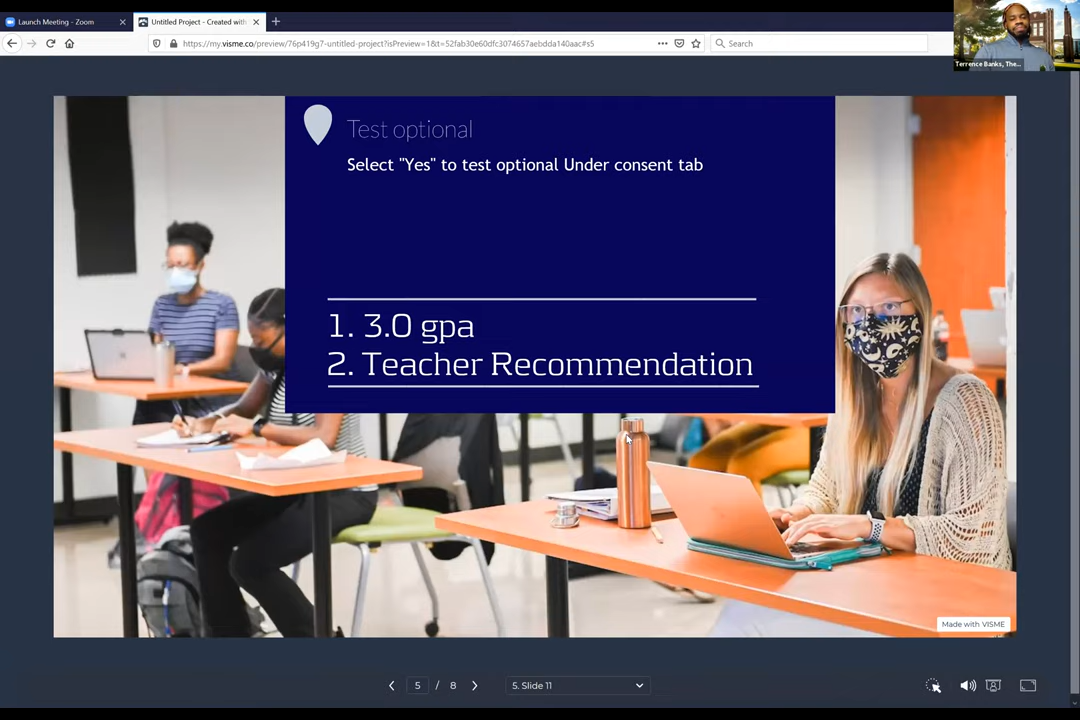 Launch Meeting - Zoom
Untitled Project - Created with
https://my.visme.co/preview/76p419g7-untitled-project?isPreview=1&t=52fab30e60dfc3074657aebdda140aac#s5
Search
Terrence Banks, The...
Test optional
Select "Yes" to test optional Under consent tab
1. 3.0 gpa
2. Teacher Recommendation
Made with VISME
5 / 8
5. Slide 11